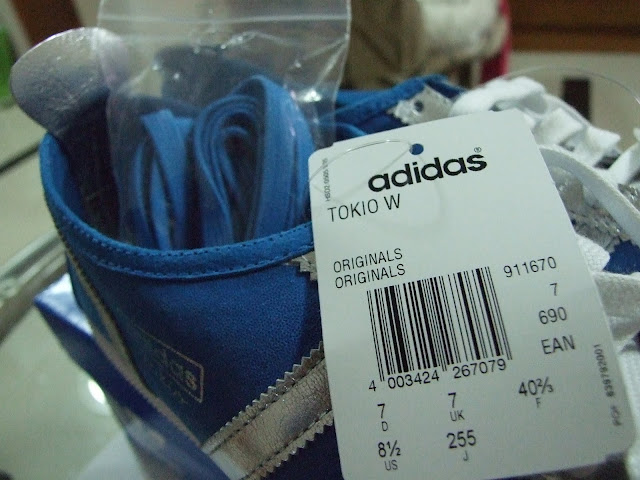 adidas®
TOKIO W
ORIGINALS
ORIGINALS
911670
7
690
EAN
4 003424 267079
7 7 40⅔
D UK F
8½ 255
US J
adidas